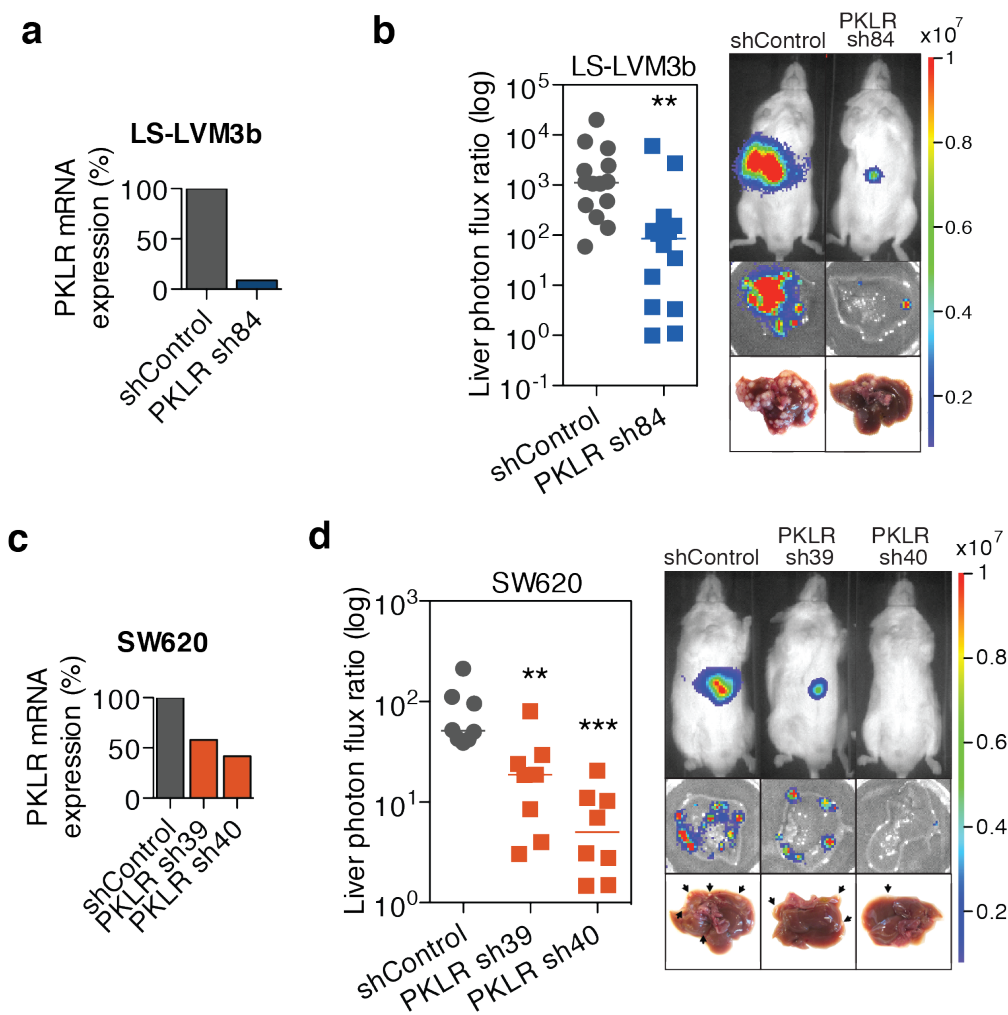 a
LS-LVM3b
PKLR mRNA
expression (%)
100
50
0
shControl
PKLR sh84
b
LS-LVM3b
Liver photon flux ratio (log)
10^5
10^4
10^3
10^2
10^1
10^0
10^-1
**
shControl
PKLR sh84
shControl
PKLR
sh84
x10^7
1
0.8
0.6
0.4
0.2
c
SW620
PKLR mRNA
expression (%)
100
50
0
shControl
PKLR sh39
PKLR sh40
d
SW620
Liver photon flux ratio (log)
10^3
10^2
10^1
10^0
**
***
shControl
PKLR sh39
PKLR sh40
shControl
PKLR
sh39
PKLR
sh40
x10^7
1
0.8
0.6
0.4
0.2